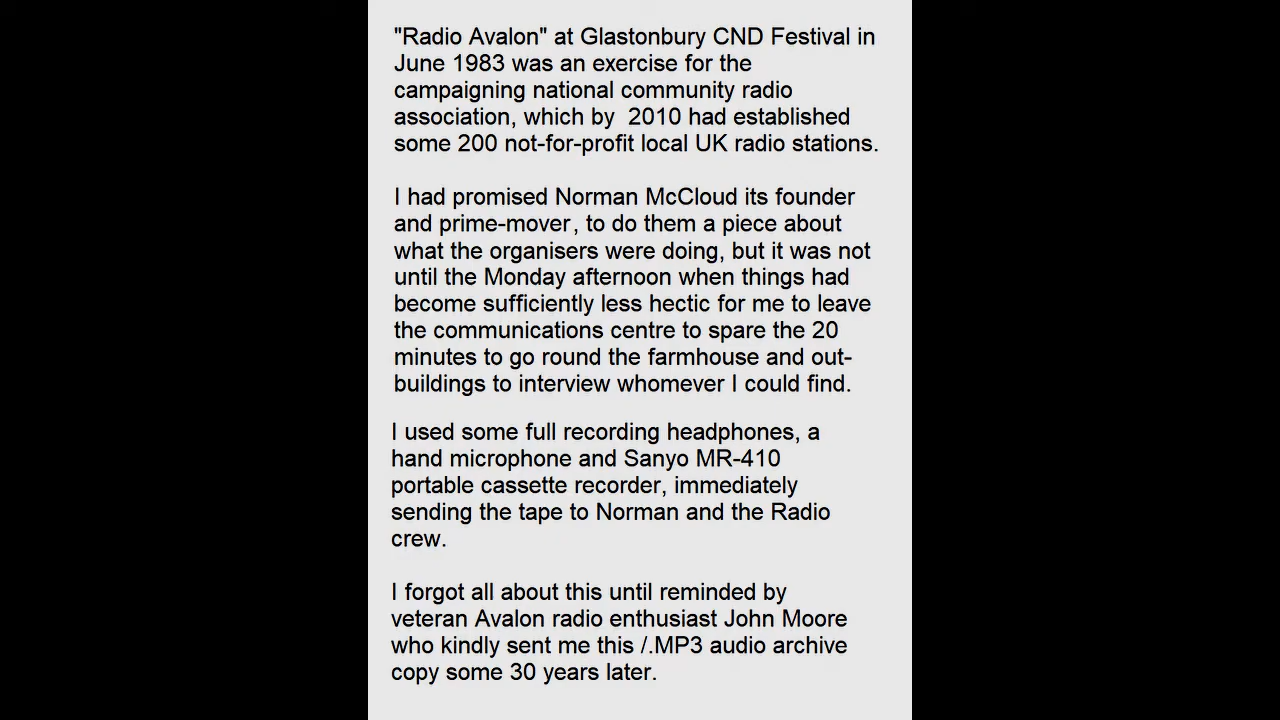 "Radio Avalon" at Glastonbury CND Festival in
June 1983 was an exercise for the
campaigning national community radio
association, which by  2010 had established
some 200 not-for-profit local UK radio stations.
I had promised Norman McCloud its founder
and prime-mover, to do them a piece about
what the organisers were doing, but it was not
until the Monday afternoon when things had
become sufficiently less hectic for me to leave
the communications centre to spare the 20
minutes to go round the farmhouse and out-
buildings to interview whomever I could find.
I used some full recording headphones, a
hand microphone and Sanyo MR-410
portable cassette recorder, immediately
sending the tape to Norman and the Radio
crew.
I forgot all about this until reminded by
veteran Avalon radio enthusiast John Moore
who kindly sent me this /.MP3 audio archive
copy some 30 years later.